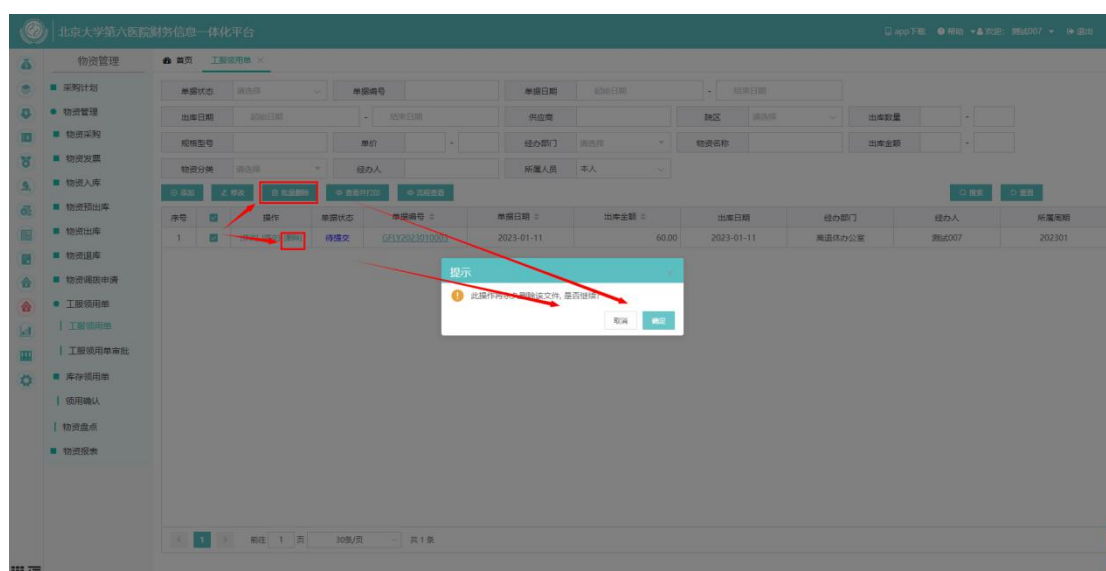 北京大学第六医院财务信息一体化平台
app下载 帮助 欢迎: 测试007 退出
物资管理 首页 工服领用单 ×
采购计划
物资管理
物资采购
物资发票
物资入库
物资预出库
物资出库
物资退库
物资调拨申请
工服领用单
工服领用单
工服领用单审批
库存领用单
领用确认
物资盘点
物资报表
单据状态 请选择 单据编号 单据日期 起始日期 - 结束日期
出库日期 起始日期 - 结束日期 供应商 院区 请选择 出库数量 -
规格型号 单价 - 经办部门 请选择 物资名称 出库金额 -
物资分类 请选择 经办人 所属人员 本人
添加 修改 批量删除 查看并打印 流程查看 搜索 重置
序号 操作 单据状态 单据编号 单据日期 出库金额 出库日期 经办部门 经办人 所属周期
1 [删除] 待提交 GFLY2023010001 2023-01-11 60.00 2023-01-11 离退休办公室 测试007 202301
提示 ×
此操作将永久删除该文件, 是否继续?
取消 确定
< 1 > 前往 1 页 30条/页 共 1 条